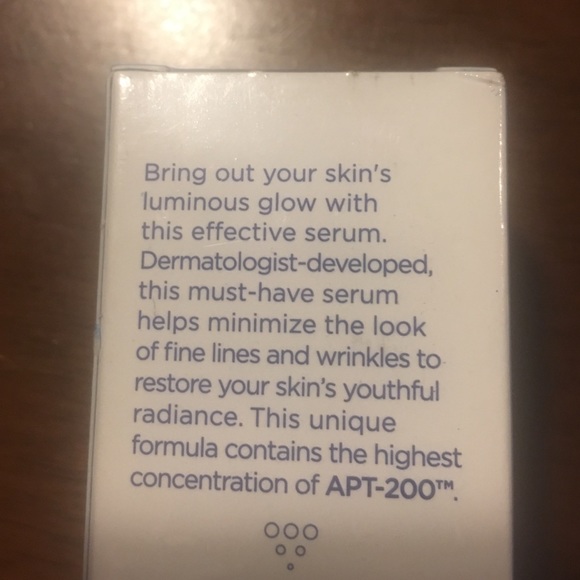 Bring out your skin's
luminous glow with
this effective serum.
Dermatologist-developed,
this must-have serum
helps minimize the look
of fine lines and wrinkles to
restore your skin's youthful
radiance. This unique
formula contains the highest
concentration of APT-200™.